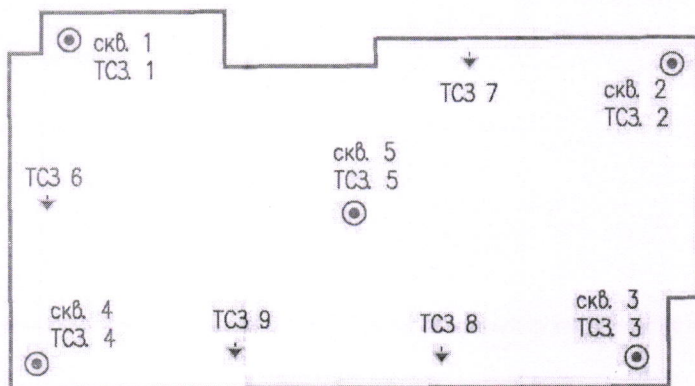 скв. 1
ТСЗ. 1
ТСЗ 7
скв. 2
ТСЗ. 2
скв. 5
ТСЗ. 5
ТСЗ 6
скв. 4
ТСЗ. 4
ТСЗ 9
ТСЗ 8
скв. 3
ТСЗ. 3